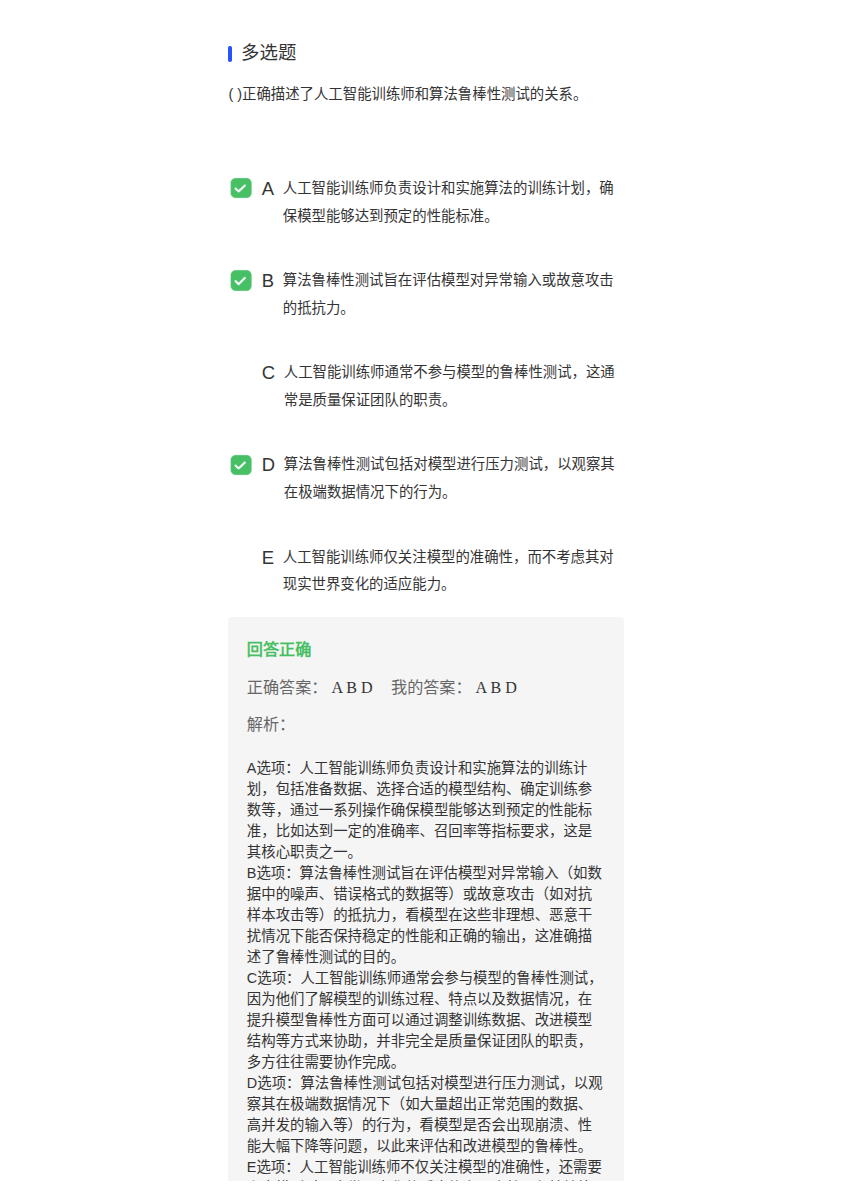 多选题
( )正确描述了人工智能训练师和算法鲁棒性测试的关系。
A 人工智能训练师负责设计和实施算法的训练计划，确
保模型能够达到预定的性能标准。
B 算法鲁棒性测试旨在评估模型对异常输入或故意攻击
的抵抗力。
C 人工智能训练师通常不参与模型的鲁棒性测试，这通
常是质量保证团队的职责。
D 算法鲁棒性测试包括对模型进行压力测试，以观察其
在极端数据情况下的行为。
E 人工智能训练师仅关注模型的准确性，而不考虑其对
现实世界变化的适应能力。
回答正确
正确答案： A B D 我的答案： A B D
解析：
A选项：人工智能训练师负责设计和实施算法的训练计
划，包括准备数据、选择合适的模型结构、确定训练参
数等，通过一系列操作确保模型能够达到预定的性能标
准，比如达到一定的准确率、召回率等指标要求，这是
其核心职责之一。
B选项：算法鲁棒性测试旨在评估模型对异常输入（如数
据中的噪声、错误格式的数据等）或故意攻击（如对抗
样本攻击等）的抵抗力，看模型在这些非理想、恶意干
扰情况下能否保持稳定的性能和正确的输出，这准确描
述了鲁棒性测试的目的。
C选项：人工智能训练师通常会参与模型的鲁棒性测试，
因为他们了解模型的训练过程、特点以及数据情况，在
提升模型鲁棒性方面可以通过调整训练数据、改进模型
结构等方式来协助，并非完全是质量保证团队的职责，
多方往往需要协作完成。
D选项：算法鲁棒性测试包括对模型进行压力测试，以观
察其在极端数据情况下（如大量超出正常范围的数据、
高并发的输入等）的行为，看模型是否会出现崩溃、性
能大幅下降等问题，以此来评估和改进模型的鲁棒性。
E选项：人工智能训练师不仅关注模型的准确性，还需要